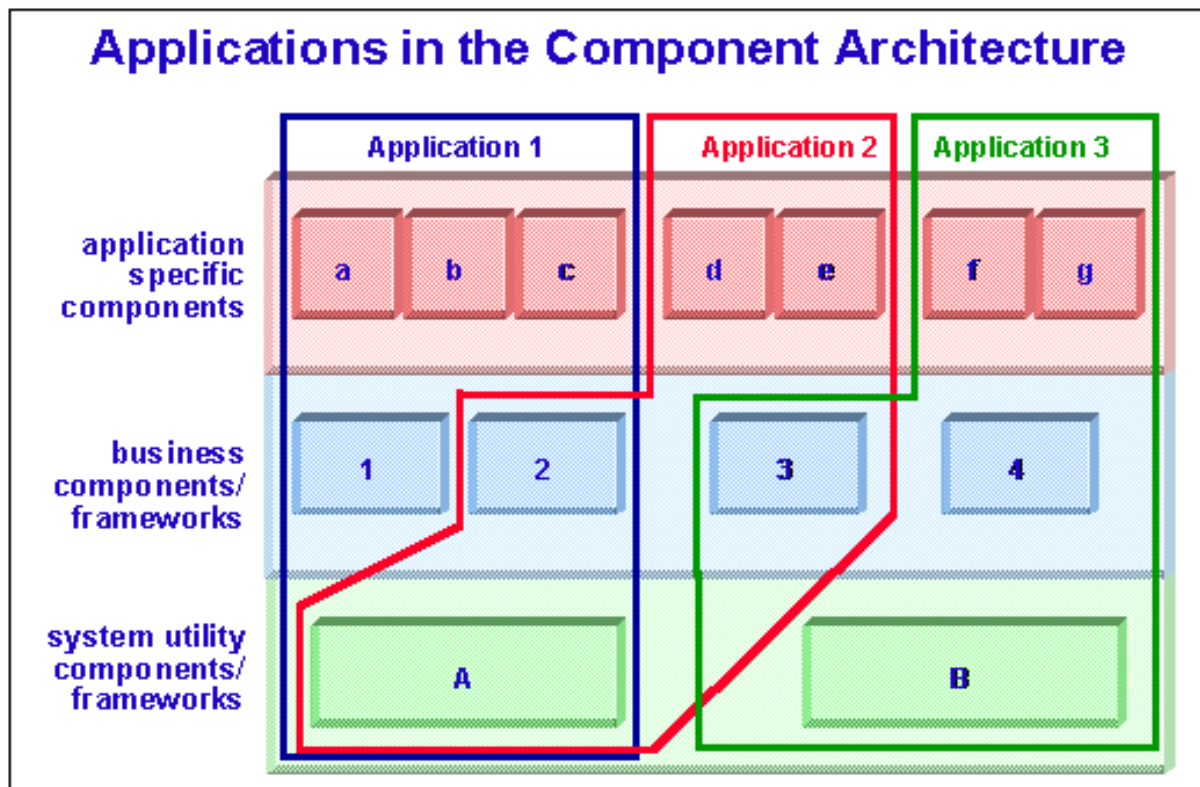 Applications in the Component Architecture
Application 1
Application 2
Application 3
application
specific
components
a
b
c
d
e
f
g
business
components/
frameworks
1
2
3
4
system utility
components/
frameworks
A
B